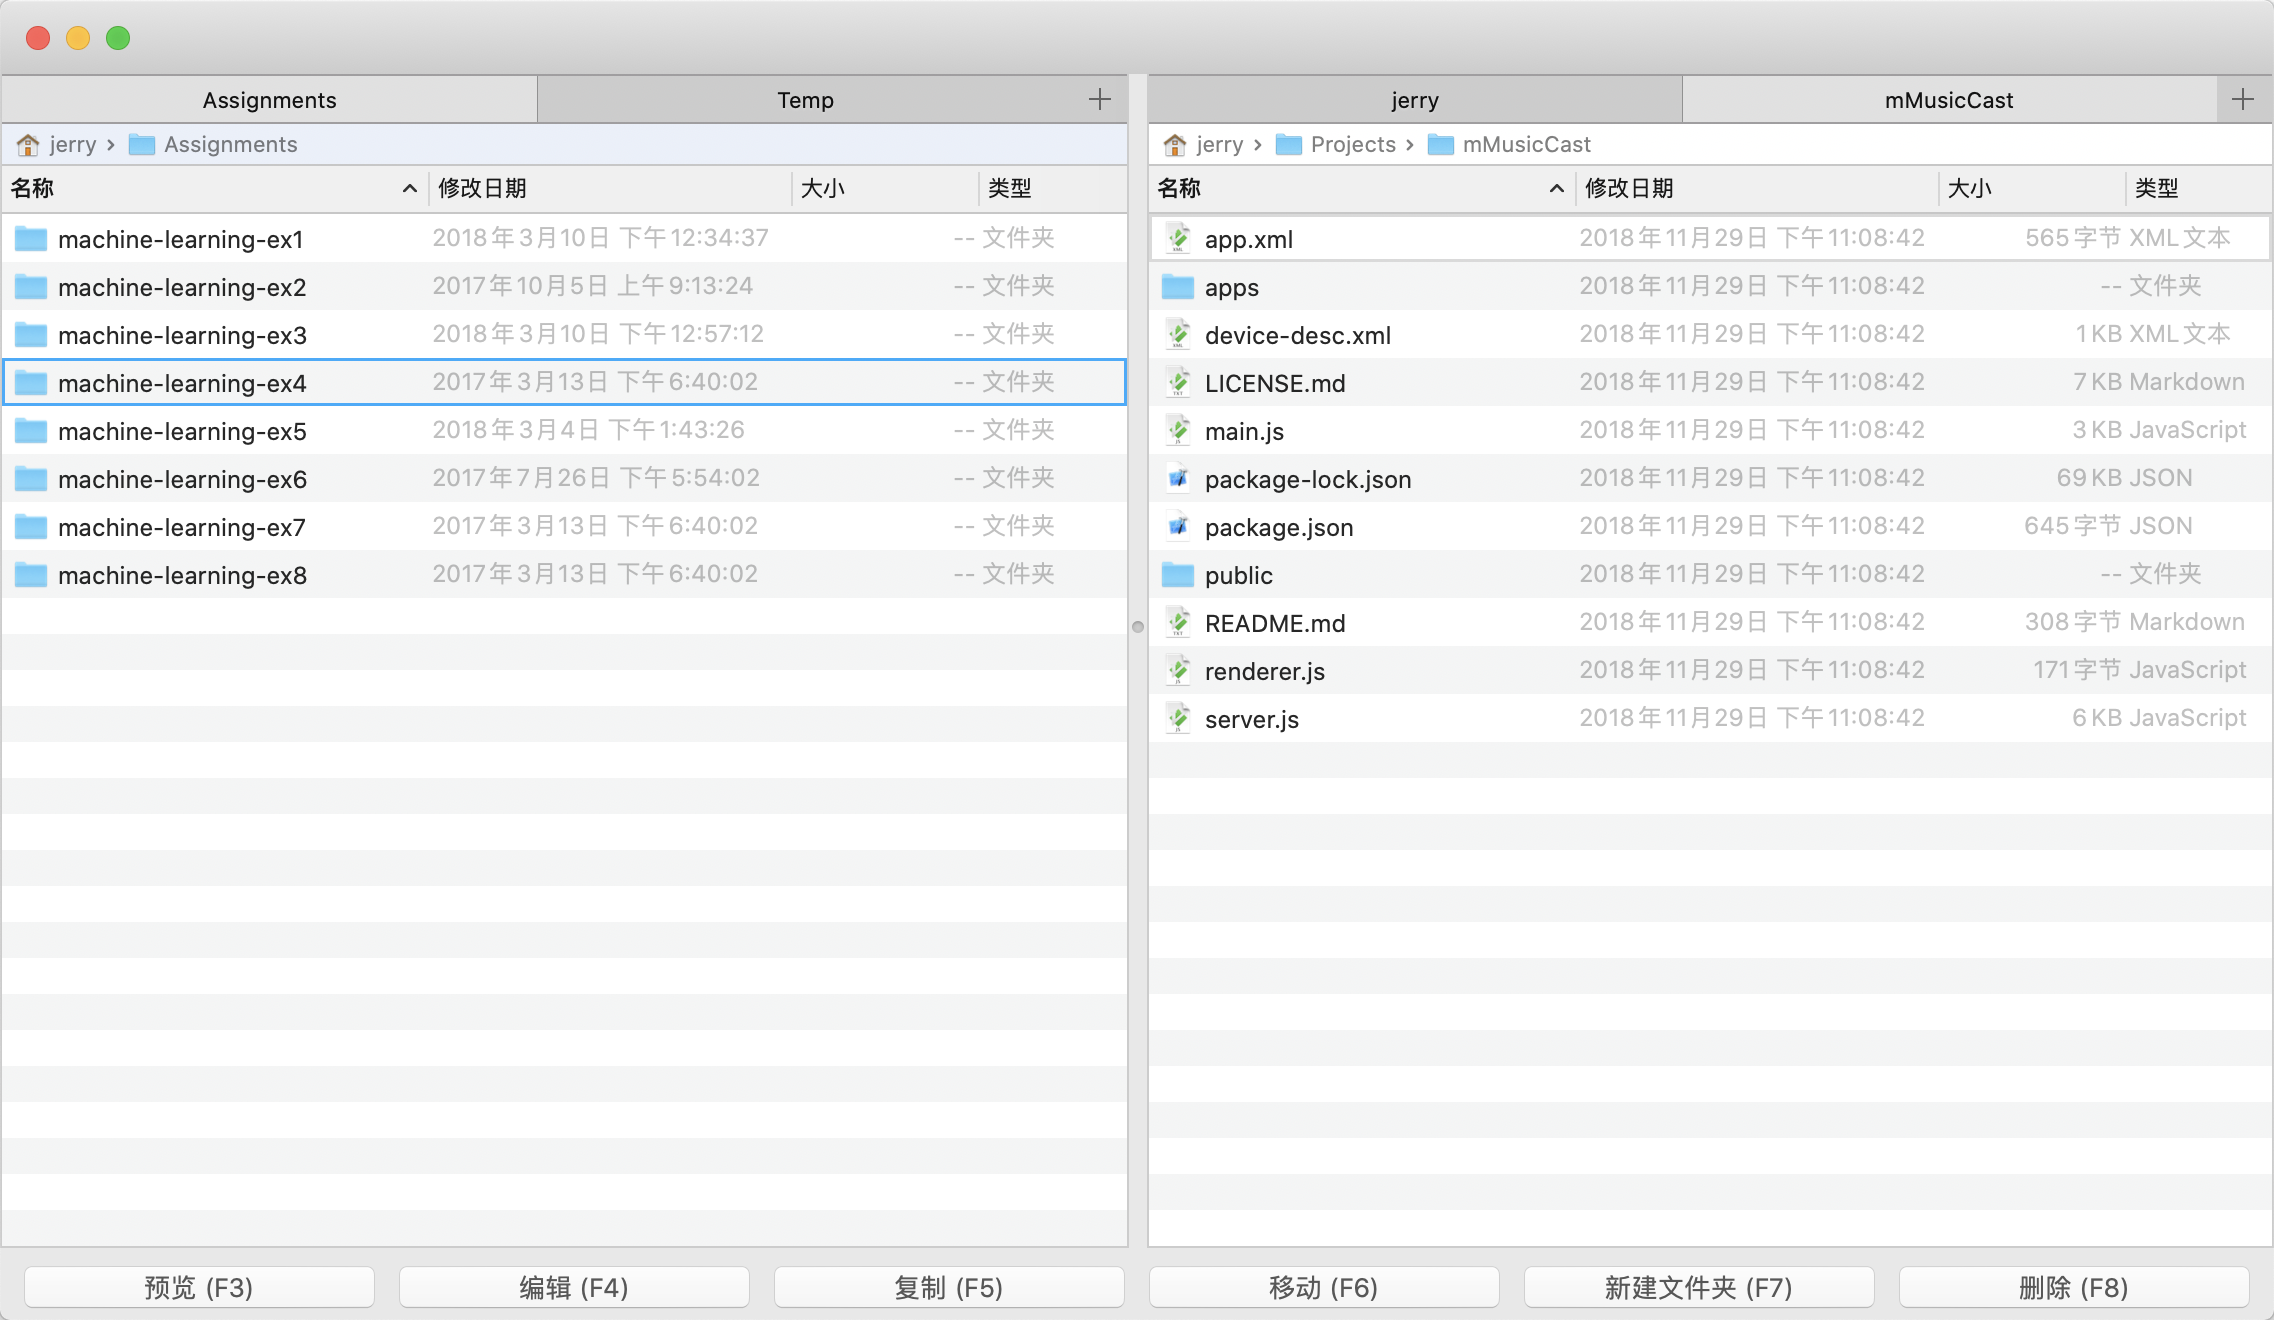 Assignments
Temp
jerry › Assignments
名称 修改日期 大小 类型
machine-learning-ex1 2018年3月10日 下午12:34:37 -- 文件夹
machine-learning-ex2 2017年10月5日 上午9:13:24 -- 文件夹
machine-learning-ex3 2018年3月10日 下午12:57:12 -- 文件夹
machine-learning-ex4 2017年3月13日 下午6:40:02 -- 文件夹
machine-learning-ex5 2018年3月4日 下午1:43:26 -- 文件夹
machine-learning-ex6 2017年7月26日 下午5:54:02 -- 文件夹
machine-learning-ex7 2017年3月13日 下午6:40:02 -- 文件夹
machine-learning-ex8 2017年3月13日 下午6:40:02 -- 文件夹
jerry
mMusicCast
jerry › Projects › mMusicCast
名称 修改日期 大小 类型
app.xml 2018年11月29日 下午11:08:42 565字节 XML文本
apps 2018年11月29日 下午11:08:42 -- 文件夹
device-desc.xml 2018年11月29日 下午11:08:42 1KB XML文本
LICENSE.md 2018年11月29日 下午11:08:42 7KB Markdown
main.js 2018年11月29日 下午11:08:42 3KB JavaScript
package-lock.json 2018年11月29日 下午11:08:42 69KB JSON
package.json 2018年11月29日 下午11:08:42 645字节 JSON
public 2018年11月29日 下午11:08:42 -- 文件夹
README.md 2018年11月29日 下午11:08:42 308字节 Markdown
renderer.js 2018年11月29日 下午11:08:42 171字节 JavaScript
server.js 2018年11月29日 下午11:08:42 6KB JavaScript
预览 (F3) 编辑 (F4) 复制 (F5) 移动 (F6) 新建文件夹 (F7) 删除 (F8)